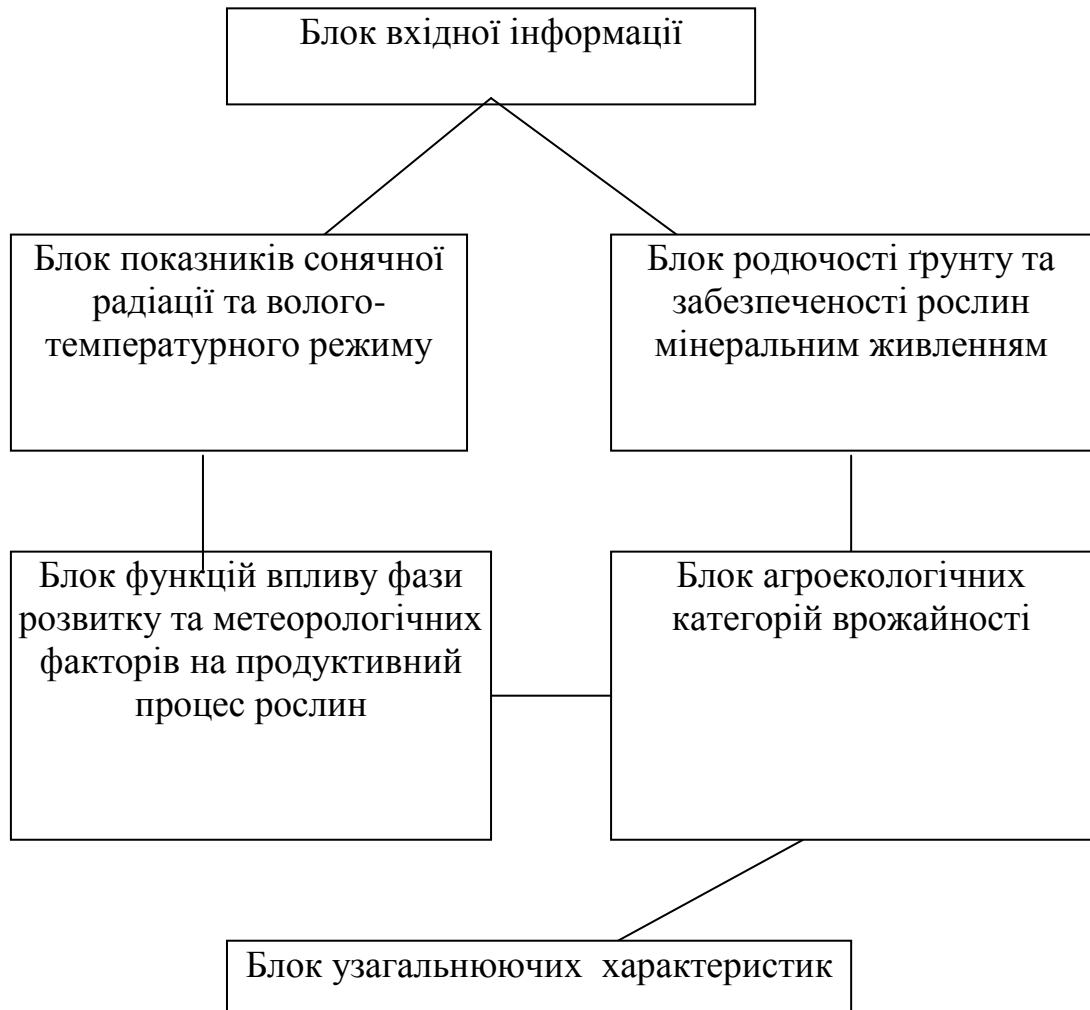 Блок вхідної інформації
Блок показників сонячної
радіації та волого-
температурного режиму
Блок родючості ґрунту та
забезпеченості рослин
мінеральним живленням
Блок функцій впливу фази
розвитку та метеорологічних
факторів на продуктивний
процес рослин
Блок агроекологічних
категорій врожайності
Блок узагальнюючих характеристик